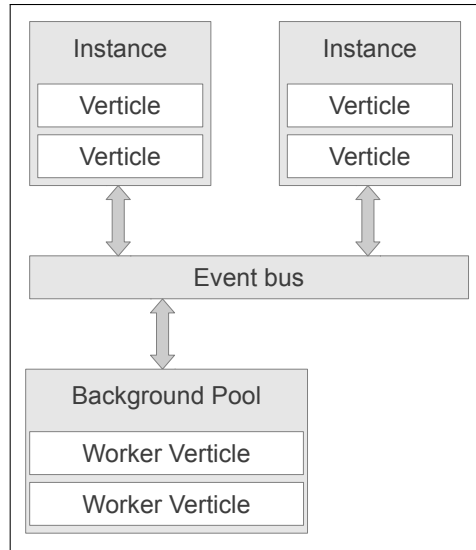 Instance
Verticle
Verticle
Instance
Verticle
Verticle
Event bus
Background Pool
Worker Verticle
Worker Verticle